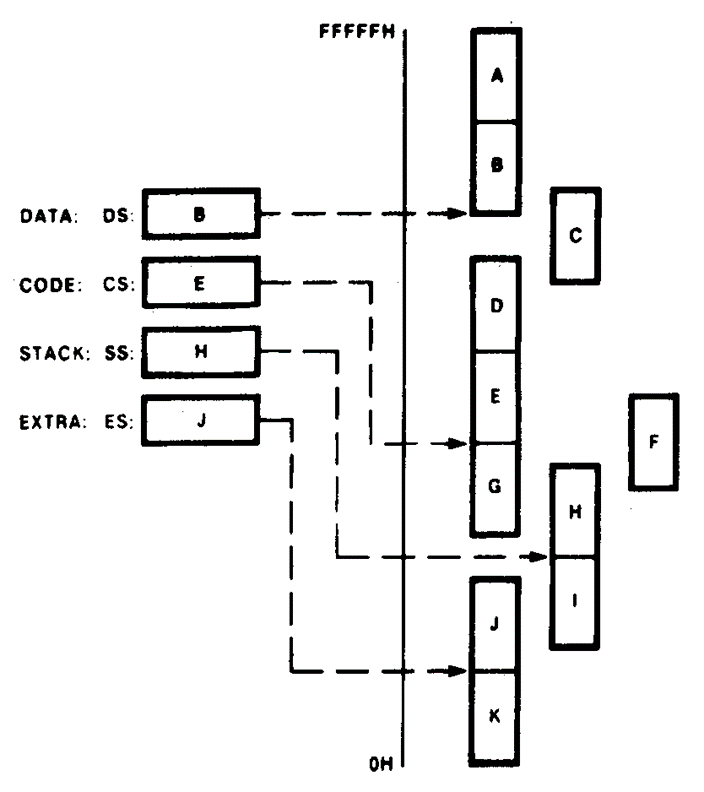 FFFFFH
A
B
DATA: DS: B
C
CODE: CS: E
D
STACK: SS: H
E
EXTRA: ES: J
F
G
H
I
J
K
0H